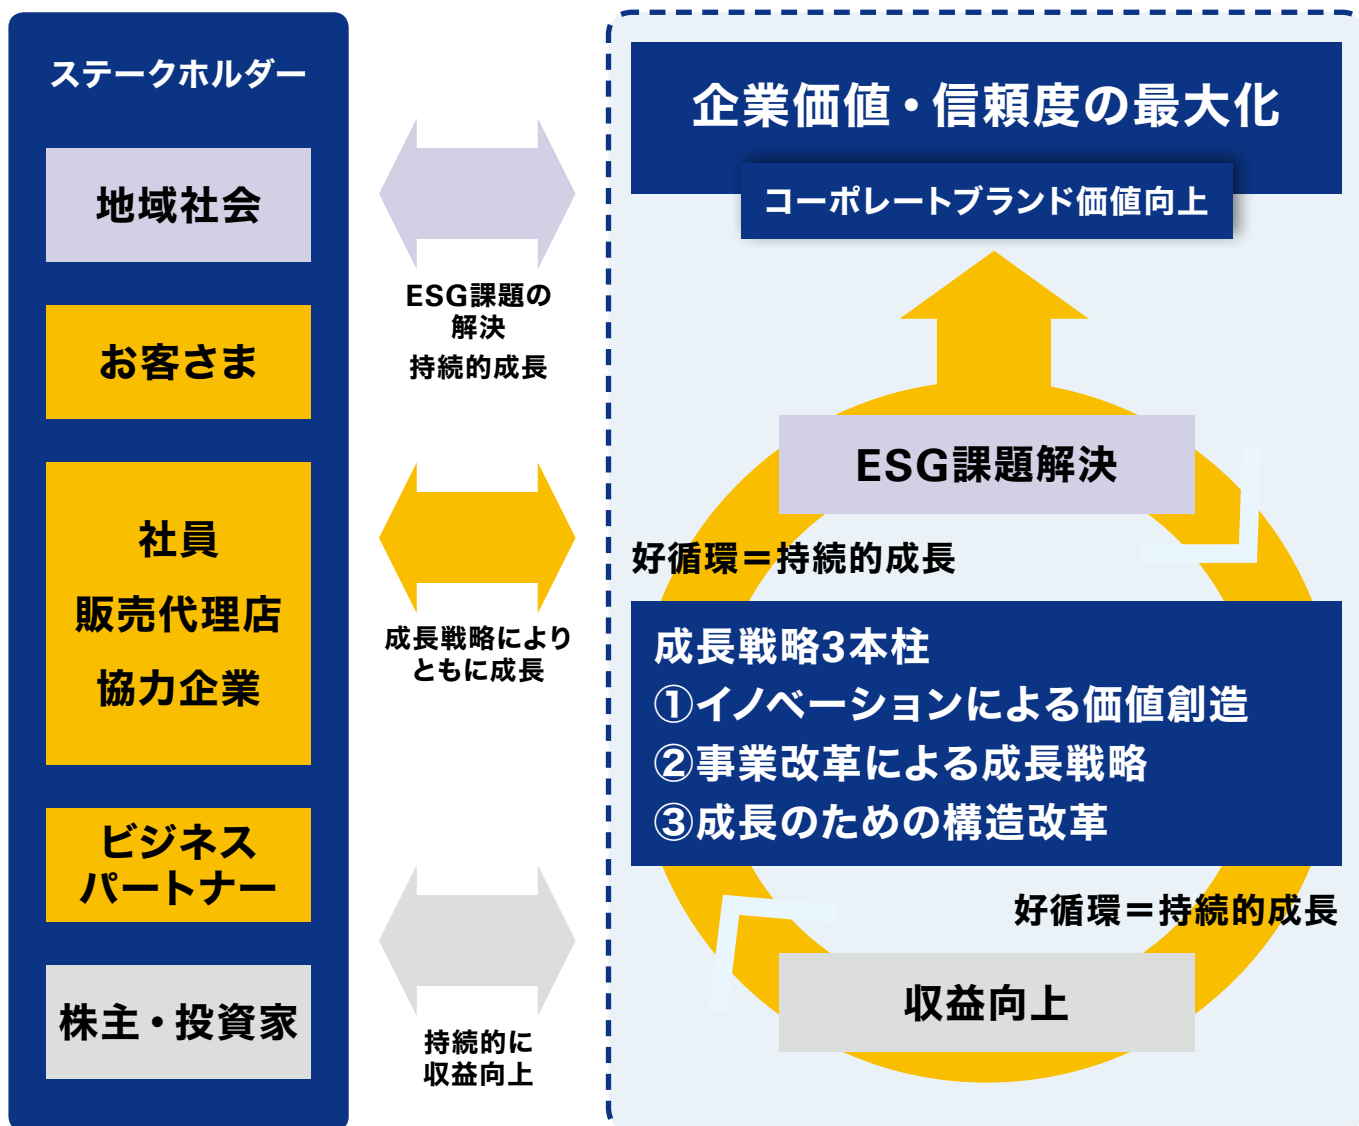 ステークホルダー
地域社会
お客さま
社員
販売代理店
協力企業
ビジネス
パートナー
株主・投資家
ESG課題の
解決
持続的成長
成長戦略により
ともに成長
持続的に
収益向上
企業価値・信頼度の最大化
コーポレートブランド価値向上
ESG課題解決
好循環＝持続的成長
成長戦略3本柱
①イノベーションによる価値創造
②事業改革による成長戦略
③成長のための構造改革
好循環＝持続的成長
収益向上